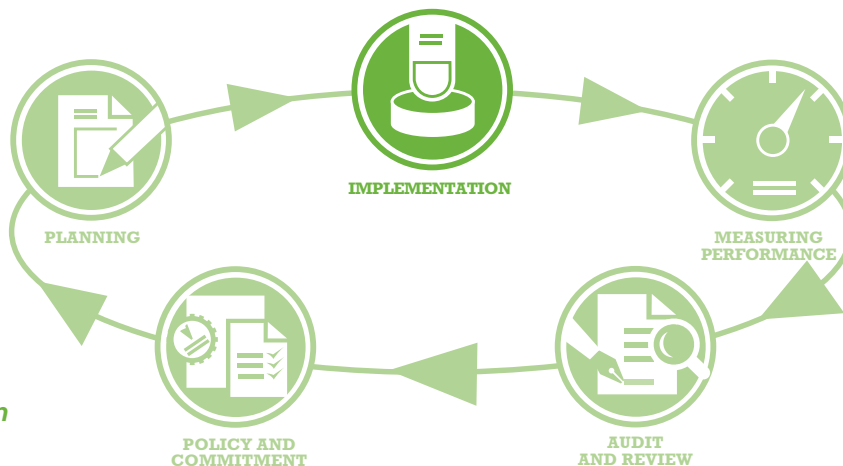 IMPLEMENTATION
PLANNING
MEASURING
PERFORMANCE
n
POLICY AND
COMMITMENT
AUDIT
AND REVIEW